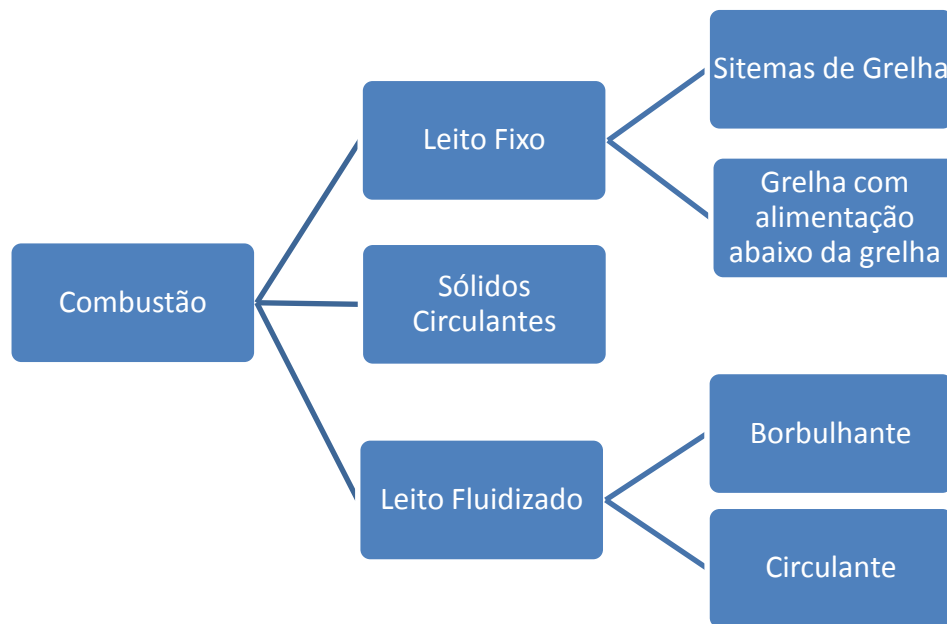 Sitemas de Grelha
Leito Fixo
Grelha com
alimentação
abaixo da grelha
Combustão
Sólidos
Circulantes
Borbulhante
Leito Fluidizado
Circulante